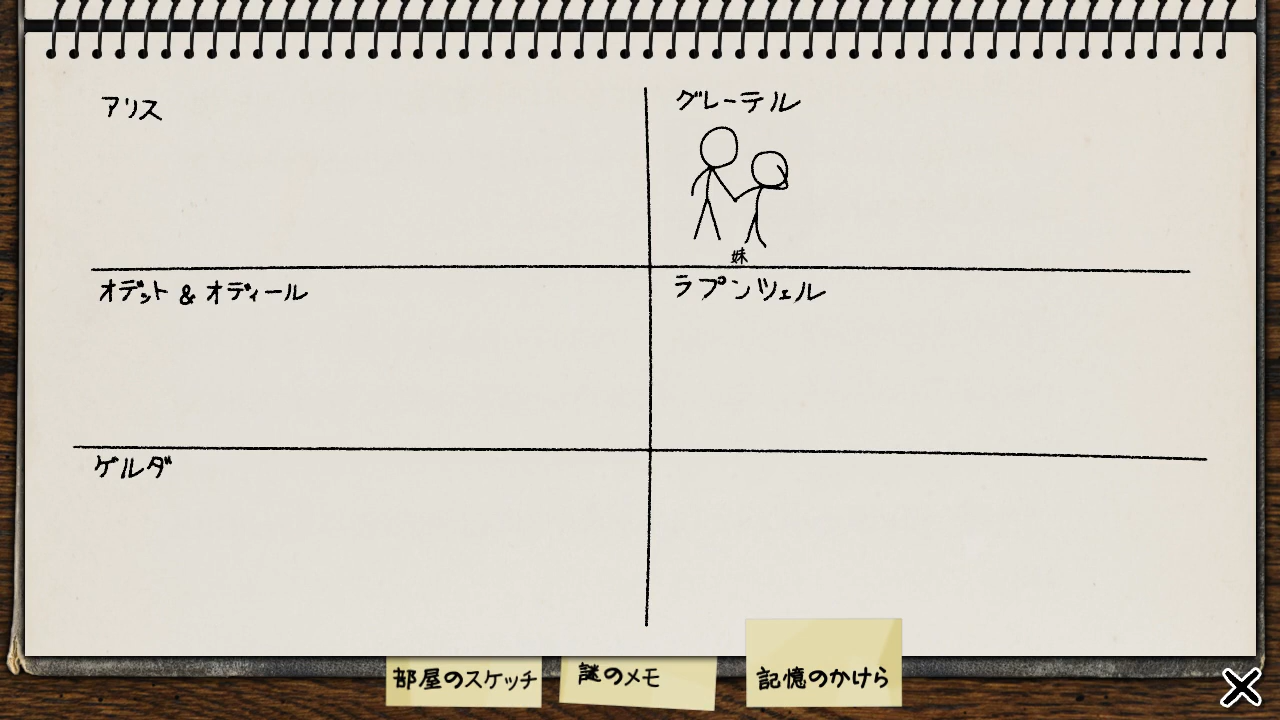 アリス
グレーテル
妹
オデット & オディール
ラプンツェル
ゲルダ
部屋のスケッチ
謎のメモ
記憶のかけら